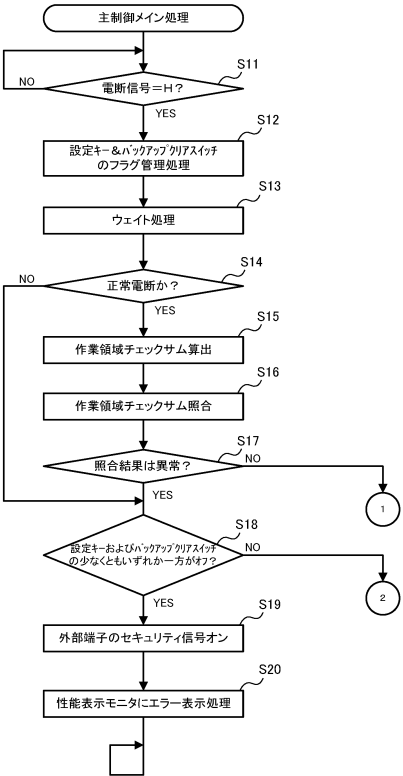 主制御メイン処理
S11
電断信号＝H？
NO
YES
S12
設定キー＆ﾊﾞｯｸｱｯﾌﾟｸﾘｱｽｲｯﾁ
のフラグ管理処理
S13
ウェイト処理
S14
正常電断か？
NO
YES
S15
作業領域チェックサム算出
S16
作業領域チェックサム照合
S17
照合結果は異常？
NO
YES
1
S18
設定キーおよびﾊﾞｯｸｱｯﾌﾟｸﾘｱｽｲｯﾁ
の少なくともいずれか一方がｵﾌ？
NO
YES
2
S19
外部端子のセキュリティ信号オン
S20
性能表示モニタにエラー表示処理